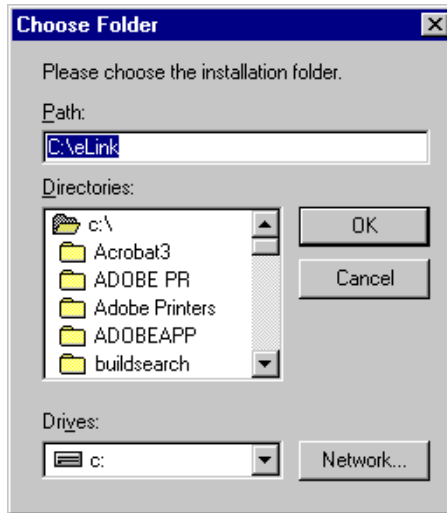 Choose Folder
Please choose the installation folder.
Path:
C:\eLink
Directories:
c:\
Acrobat3
ADOBE PR
Adobe Printers
ADOBEAPP
buildsearch
OK
Cancel
Drives:
c:
Network...